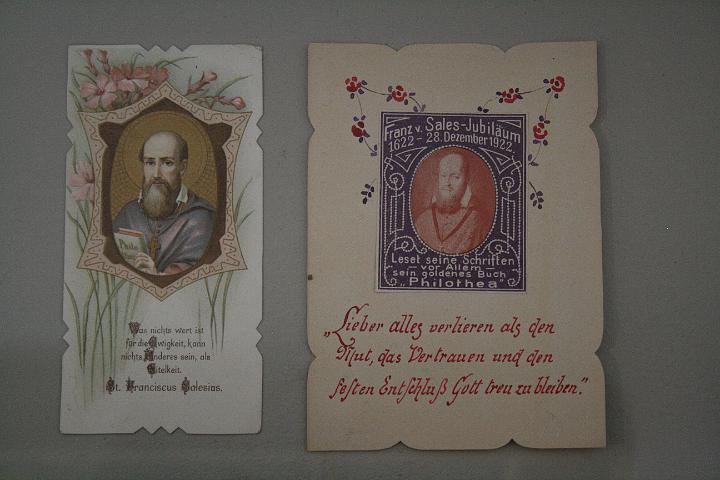 Philo
Was nichts wert ist
für die Ewigkeit, kann
nichts Anderes sein, als
Eitelkeit.
St. Franciscus Salesias.
Franz v. Sales-Jubiläum
1622 - 28. Dezember 1922.
Leset seine Schriften
— vor Allem —
sein goldenes Buch
"Philothea"
„Lieber alles verlieren als den
Mut, das Vertrauen und den
festen Entschluß Gott treu zu bleiben."